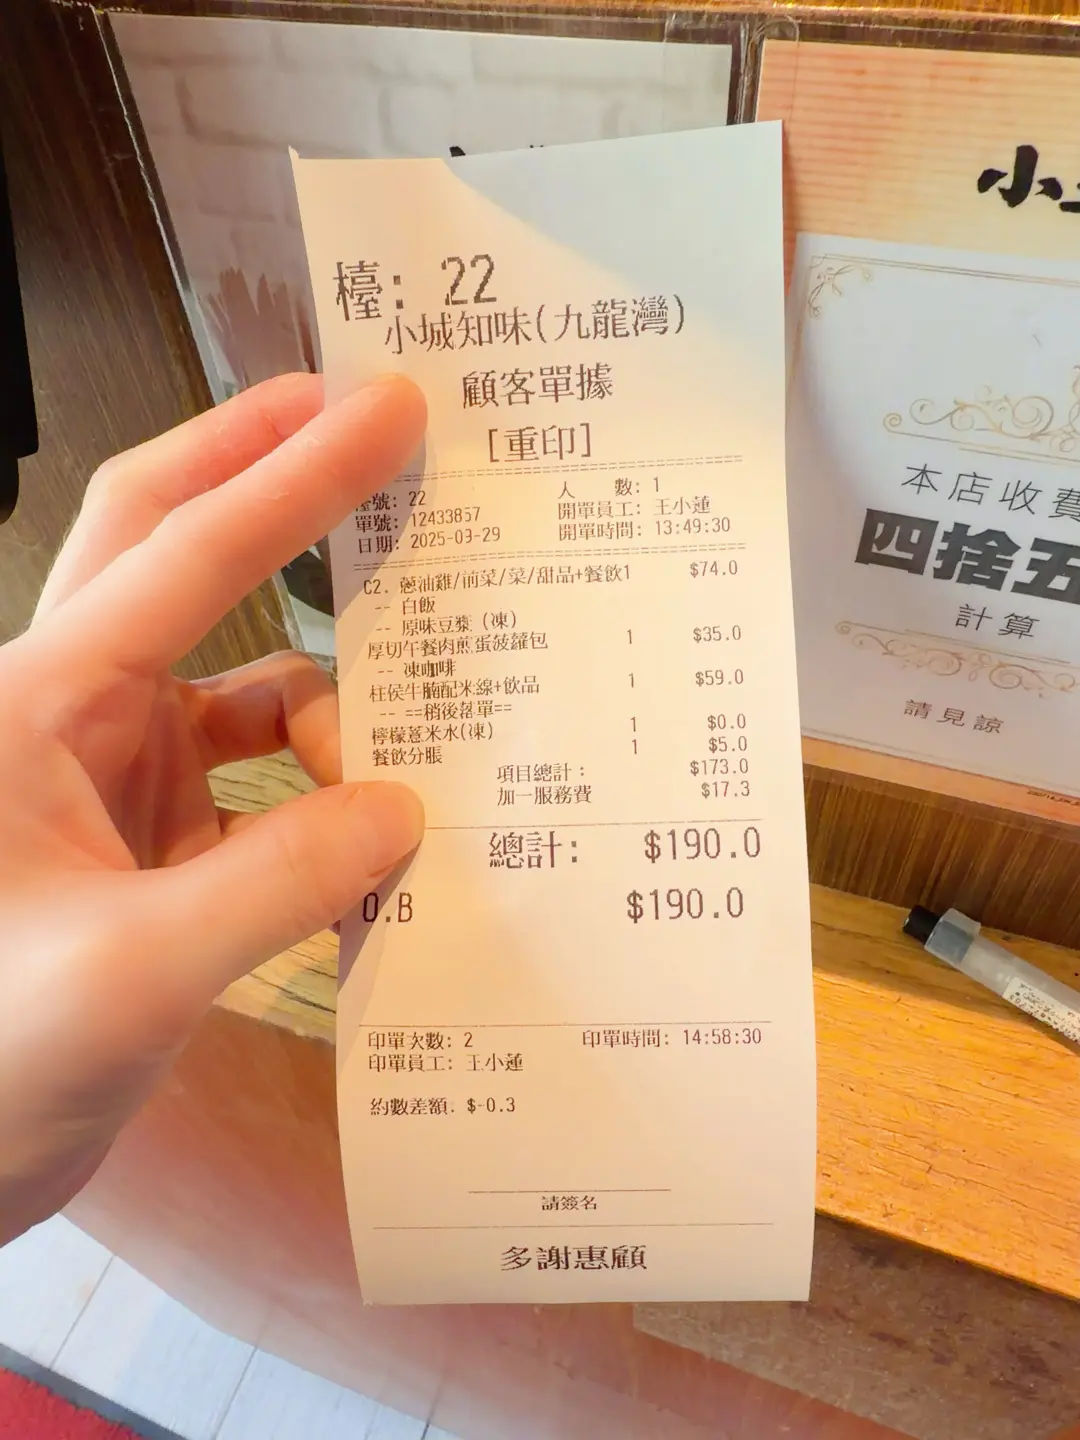 檯: 22
小城知味(九龍灣)
顧客單據
[重印]
檯號: 22 人 數: 1
單號: 12433857 開單員工: 王小蓮
日期: 2025-03-29 開單時間: 13:49:30
C2. 蔥油雞/前菜/菜/甜品+餐飲1 $74.0
-- 白飯
-- 原味豆漿 (凍)
厚切午餐肉煎蛋菠蘿包 1 $35.0
-- 凍咖啡
柱侯牛腩配米線+飲品 1 $59.0
-- ==稍後落單==
檸檬薏米水(凍) 1 $0.0
餐飲分賬 1 $5.0
項目總計: $173.0
加一服務費 $17.3
總計: $190.0
O.B $190.0
印單次數: 2 印單時間: 14:58:30
印單員工: 王小蓮
約數差額. $-0.3
請簽名
多謝惠顧
小
本店收費
四捨五
計算
請見諒